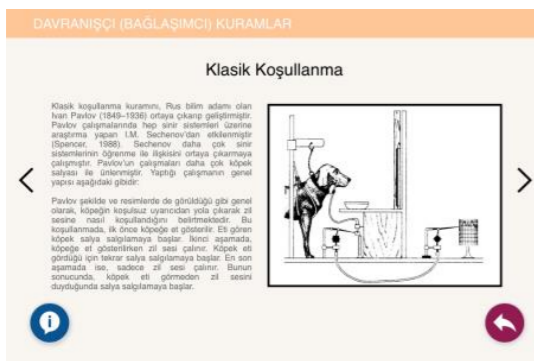 DAVRANIŞÇI (BAĞLAŞIMCI) KURAMLAR
Klasik Koşullanma
Klasik koşullanma kuramını, Rus bilim adamı olan
Ivan Pavlov (1849–1936) ortaya çıkarıp geliştirmiştir.
Pavlov çalışmalarında hep sinir sistemleri üzerine
araştırma yapan I.M. Sechenov'dan etkilenmiştir
(Spencer, 1988). Sechenov daha çok sinir
sistemlerinin öğrenme ile ilişkisini ortaya çıkarmaya
çalışmıştır. Pavlov'un çalışmaları daha çok köpek
salyası ile ünlenmiştir. Yaptığı çalışmanın genel
yapısı aşağıdaki gibidir:
Pavlov şekilde ve resimlerde de görüldüğü gibi genel
olarak, köpeğin koşulsuz uyarıcıdan yola çıkarak zil
sesine nasıl koşullandığını belirtmektedir. Bu
koşullanmada, ilk önce köpeğe et gösterilir. Eti gören
köpek salya salgılamaya başlar. İkinci aşamada,
köpeğe et gösterilirken zil sesi çalınır. Köpek eti
gördüğü için tekrar salya salgılamaya başlar. En son
aşamada ise, sadece zil sesi çalınır. Bunun
sonucunda, köpek eti görmeden zil sesini
duyduğunda salya salgılamaya başlar.